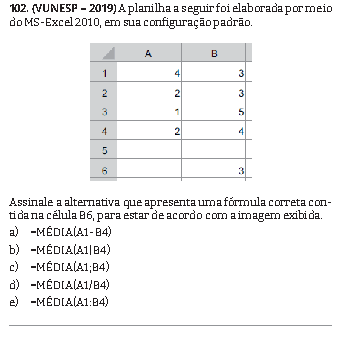 102. (VUNESP – 2019) A planilha a seguir foi elaborada por meio
do MS-Excel 2010, em sua configuração padrão.
A B
1 4 3
2 2 3
3 1 5
4 2 4
5
6 3
Assinale a alternativa que apresenta uma fórmula correta con-
tida na célula B6, para estar de acordo com a imagem exibida.
a) =MÉDIA(A1-B4)
b) =MÉDIA(A1|B4)
c) =MÉDIA(A1;B4)
d) =MÉDIA(A1/B4)
e) =MÉDIA(A1:B4)